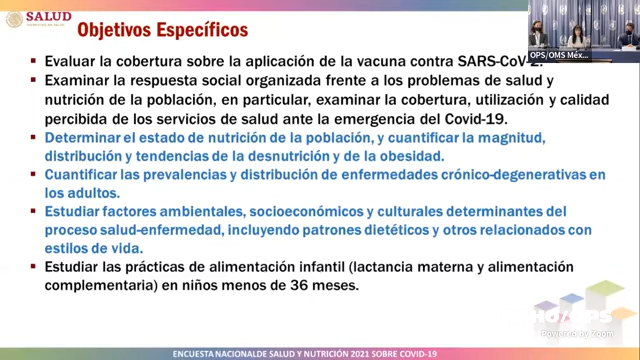 SALUD
Objetivos Específicos
OPS/OMS Méx...
▪ Evaluar la cobertura sobre la aplicación de la vacuna contra SARS-CoV-2.
▪ Examinar la respuesta social organizada frente a los problemas de salud y
nutrición de la población, en particular, examinar la cobertura, utilización y calidad
percibida de los servicios de salud ante la emergencia del Covid-19.
▪ Determinar el estado de nutrición de la población, y cuantificar la magnitud,
distribución y tendencias de la desnutrición y de la obesidad.
▪ Cuantificar las prevalencias y distribución de enfermedades crónico-degenerativas en
los adultos.
▪ Estudiar factores ambientales, socioeconómicos y culturales determinantes del
proceso salud-enfermedad, incluyendo patrones dietéticos y otros relacionados con
estilos de vida.
▪ Estudiar las prácticas de alimentación infantil (lactancia materna y alimentación
complementaria) en niños menos de 36 meses.
Powered by Zoom
ENCUESTA NACIONALDE SALUD Y NUTRICIÓN 2021 SOBRE COVID-19